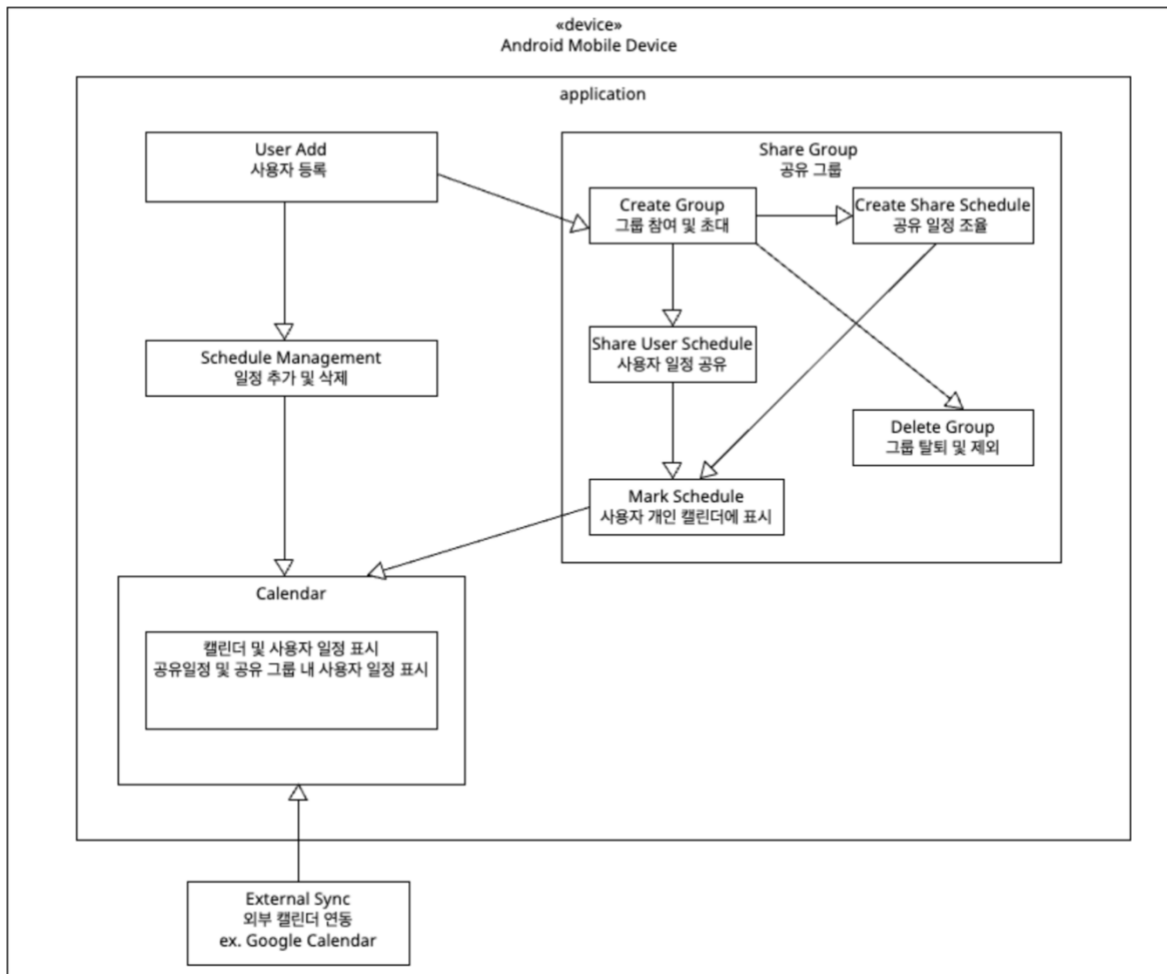 «device»
Android Mobile Device
application
User Add
사용자 등록
Share Group
공유 그룹
Create Group
그룹 참여 및 초대
Create Share Schedule
공유 일정 조율
Schedule Management
일정 추가 및 삭제
Share User Schedule
사용자 일정 공유
Delete Group
그룹 탈퇴 및 제외
Mark Schedule
사용자 개인 캘린더에 표시
Calendar
캘린더 및 사용자 일정 표시
공유일정 및 공유 그룹 내 사용자 일정 표시
External Sync
외부 캘린더 연동
ex. Google Calendar